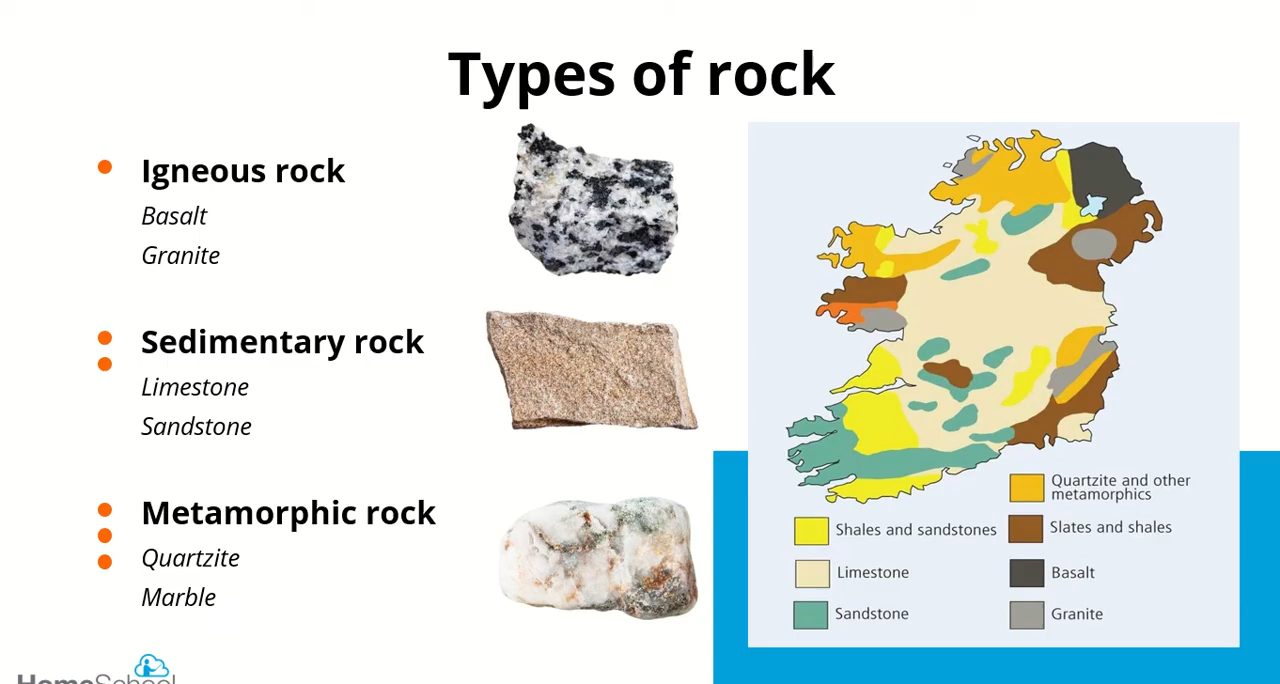 Types of rock
Igneous rock
Basalt
Granite
Sedimentary rock
Limestone
Sandstone
Metamorphic rock
Quartzite
Marble
Quartzite and other
metamorphics
Shales and sandstones
Slates and shales
Limestone
Basalt
Sandstone
Granite
HomeSchool